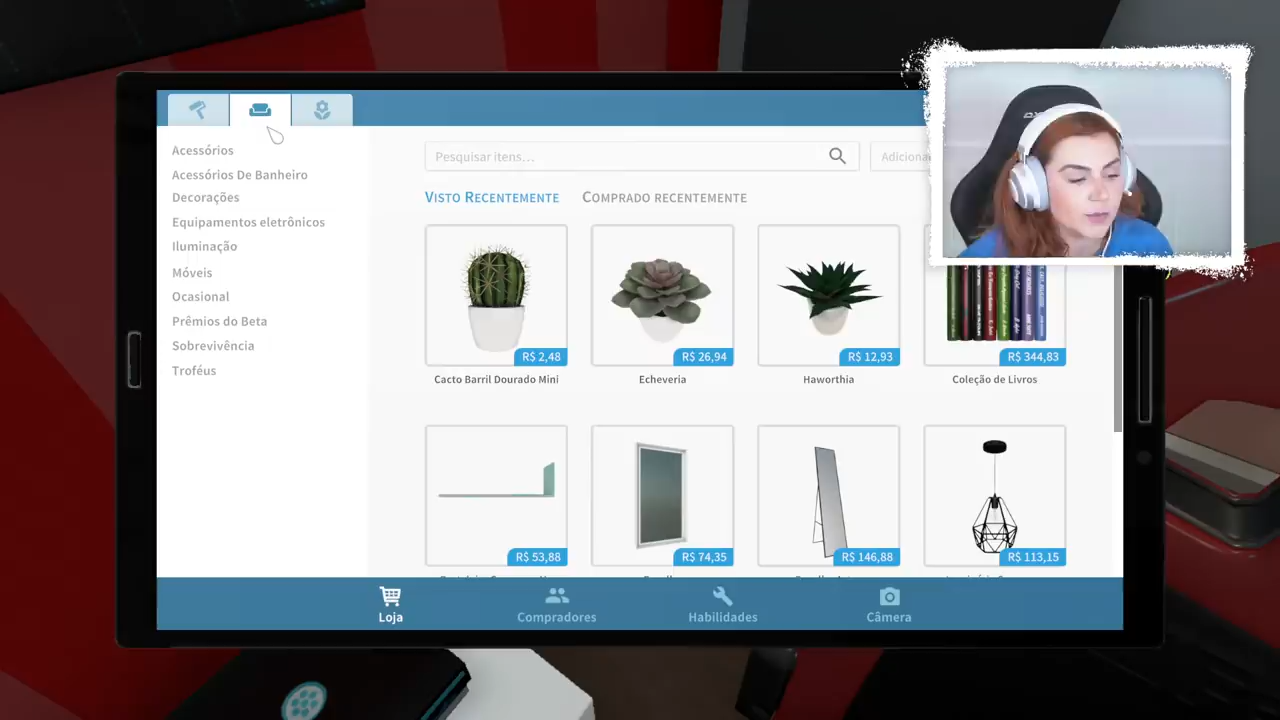 Acessórios
Acessórios De Banheiro
Decorações
Equipamentos eletrônicos
Iluminação
Móveis
Ocasional
Prêmios do Beta
Sobrevivência
Troféus
Pesquisar itens...
VISTO RECENTEMENTE COMPRADO RECENTEMENTE
R$ 2,48 R$ 26,94 R$ 12,93 R$ 344,83
Cacto Barril Dourado Mini Echeveria Haworthia Coleção de Livros
R$ 53,88 R$ 74,35 R$ 146,88 R$ 113,15
Loja Compradores Habilidades Câmera